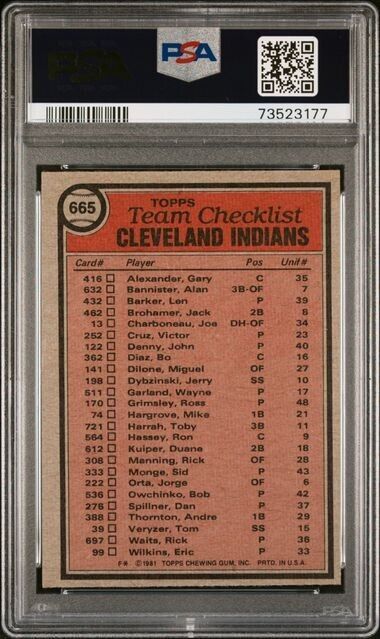 PSA
PSA
73523177
665
TOPPS
Team Checklist
CLEVELAND INDIANS
Card# Player Pos Unif#
416 Alexander, Gary C 35
632 Bannister, Alan 3B-OF 7
432 Barker, Len P 39
462 Brohamer, Jack 2B 8
13 Charboneau, Joe DH-OF 34
252 Cruz, Victor P 23
122 Denny, John P 40
362 Diaz, Bo C 16
141 Dilone, Miguel OF 27
198 Dybzinski, Jerry SS 10
511 Garland, Wayne P 17
170 Grimsley, Ross P 48
74 Hargrove, Mike 1B 21
721 Harrah, Toby 3B 11
564 Hassey, Ron C 9
612 Kuiper, Duane 2B 18
308 Manning, Rick OF 28
333 Monge, Sid P 43
222 Orta, Jorge OF 6
536 Owchinko, Bob P 42
276 Spillner, Dan P 37
388 Thornton, Andre 1B 29
39 Veryzer, Tom SS 15
697 Waits, Rick P 36
99 Wilkins, Eric P 33
F* © 1981 TOPPS CHEWING GUM, INC. PRTD. IN U.S.A.